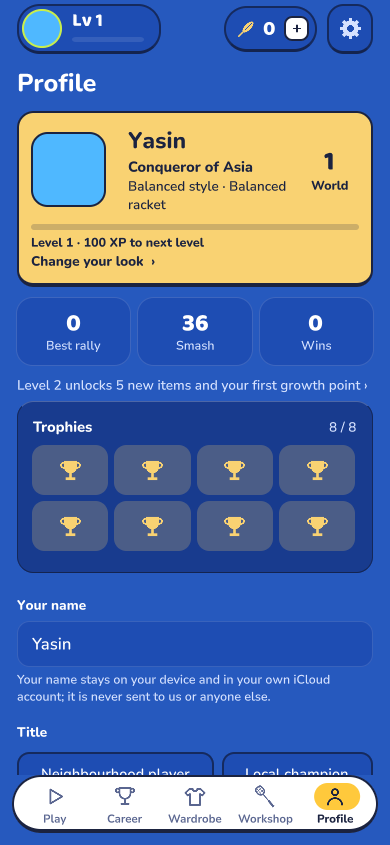 Lv 1
0
+
Profile
Yasin
Conqueror of Asia
Balanced style · Balanced
racket
1
World
Level 1 · 100 XP to next level
Change your look ›
0
Best rally
36
Smash
0
Wins
Level 2 unlocks 5 new items and your first growth point ›
Trophies
8 / 8
Your name
Yasin
Your name stays on your device and in your own iCloud
account; it is never sent to us or anyone else.
Title
Neighbourhood player
Local champion
Play
Career
Wardrobe
Workshop
Profile